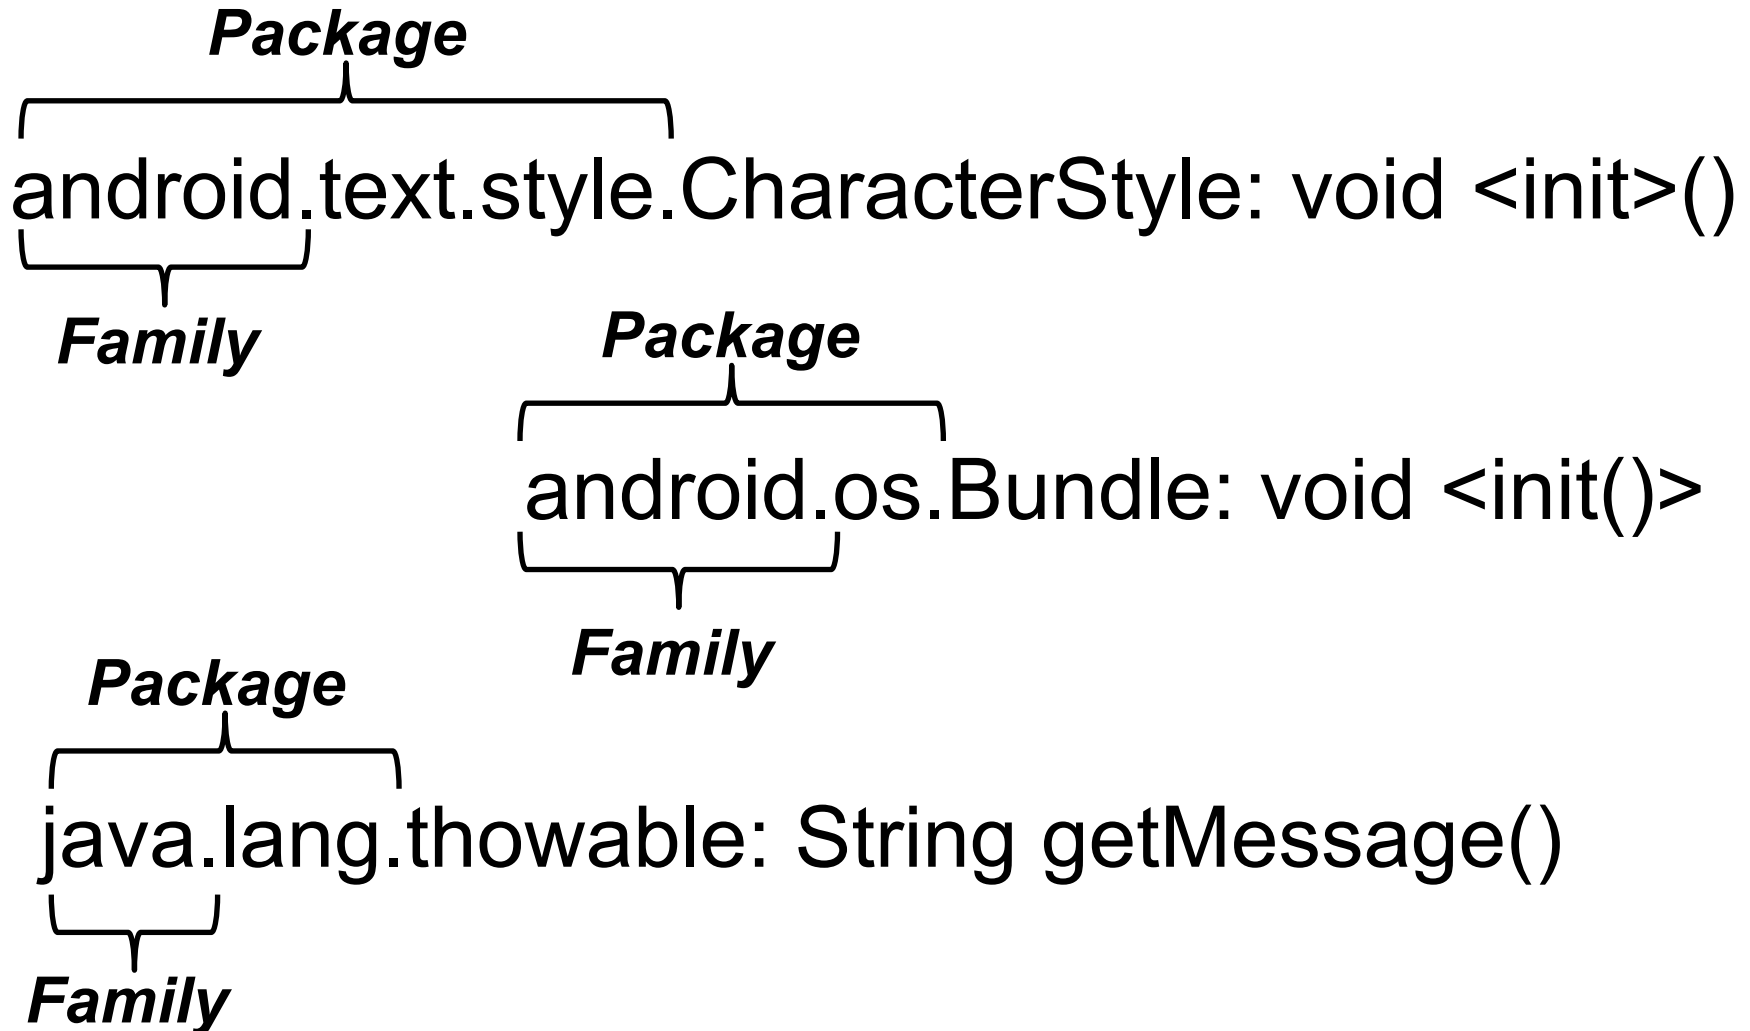 Package
android.text.style.CharacterStyle: void <init>()
Family
Package
android.os.Bundle: void <init()>
Family
Package
java.lang.thowable: String getMessage()
Family